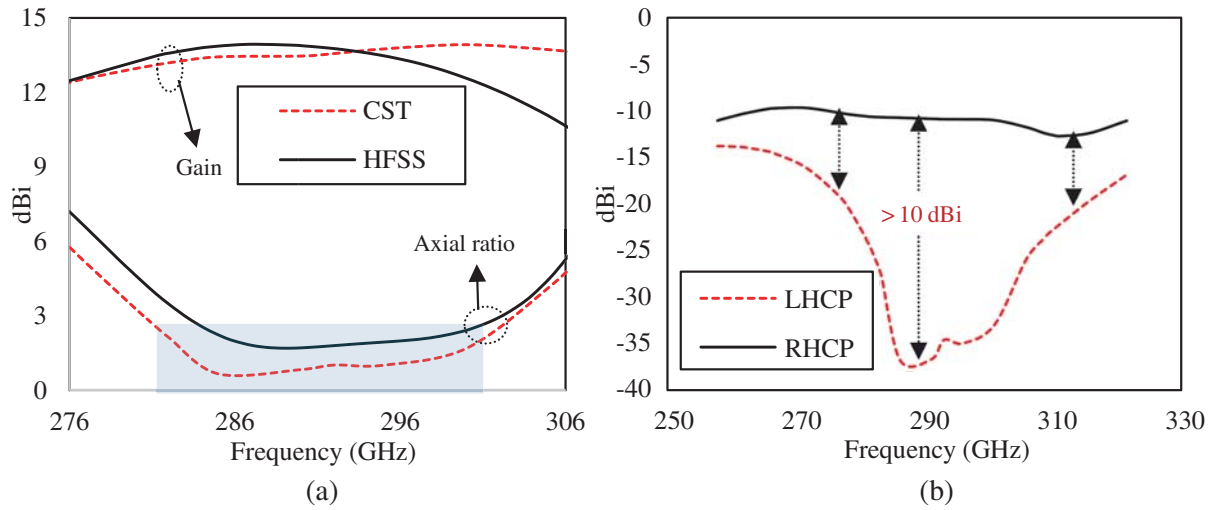 15
12
9
6
3
0
dBi
CST
HFSS
Gain
Axial ratio
276
286
296
306
Frequency (GHz)
(a)
0
-5
-10
-15
-20
-25
-30
-35
-40
dBi
> 10 dBi
LHCP
RHCP
250
270
290
310
330
Frequency (GHz)
(b)